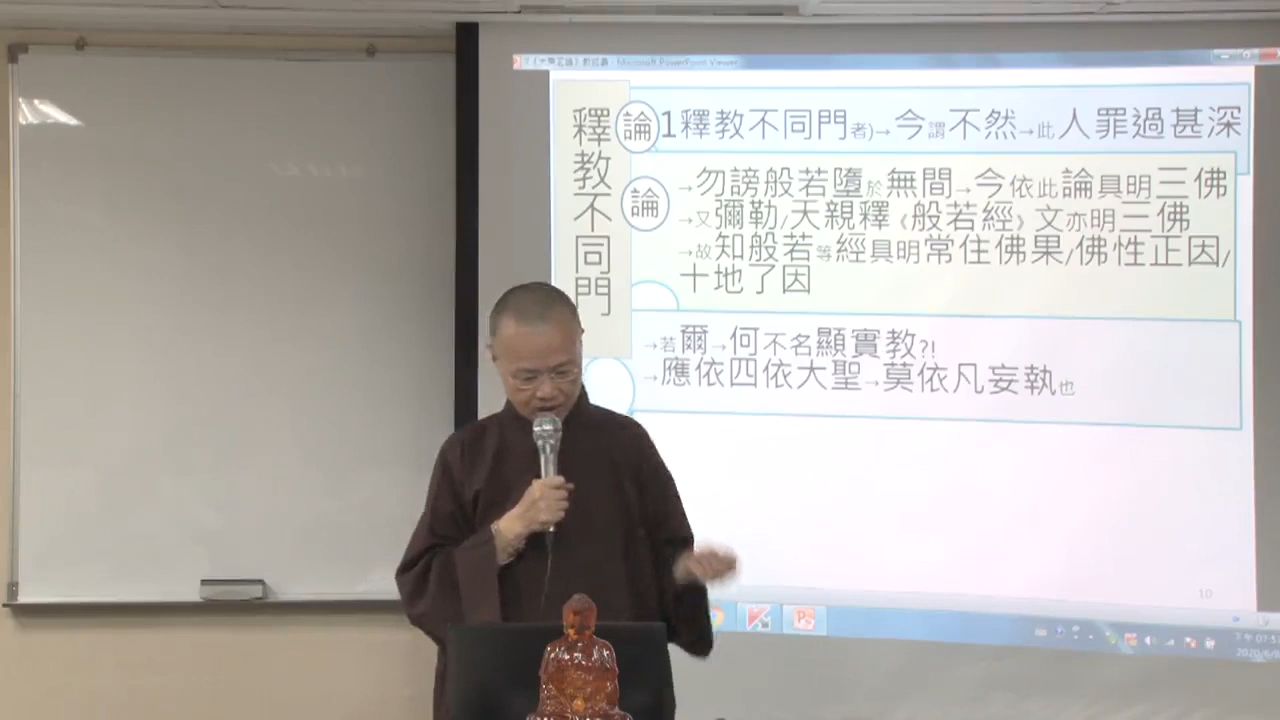 Microsoft PowerPoint Viewer
釋教不同門
論
1釋教不同門者)→今謂不然→此人罪過甚深
論
→勿謗般若墮於無間→今依此論具明三佛
→又彌勒/天親釋《般若經》文亦明三佛
→故知般若等經具明常住佛果/佛性正因/
十地了因
→若爾→何不名顯實教?!
→應依四依大聖→莫依凡妄執也
10